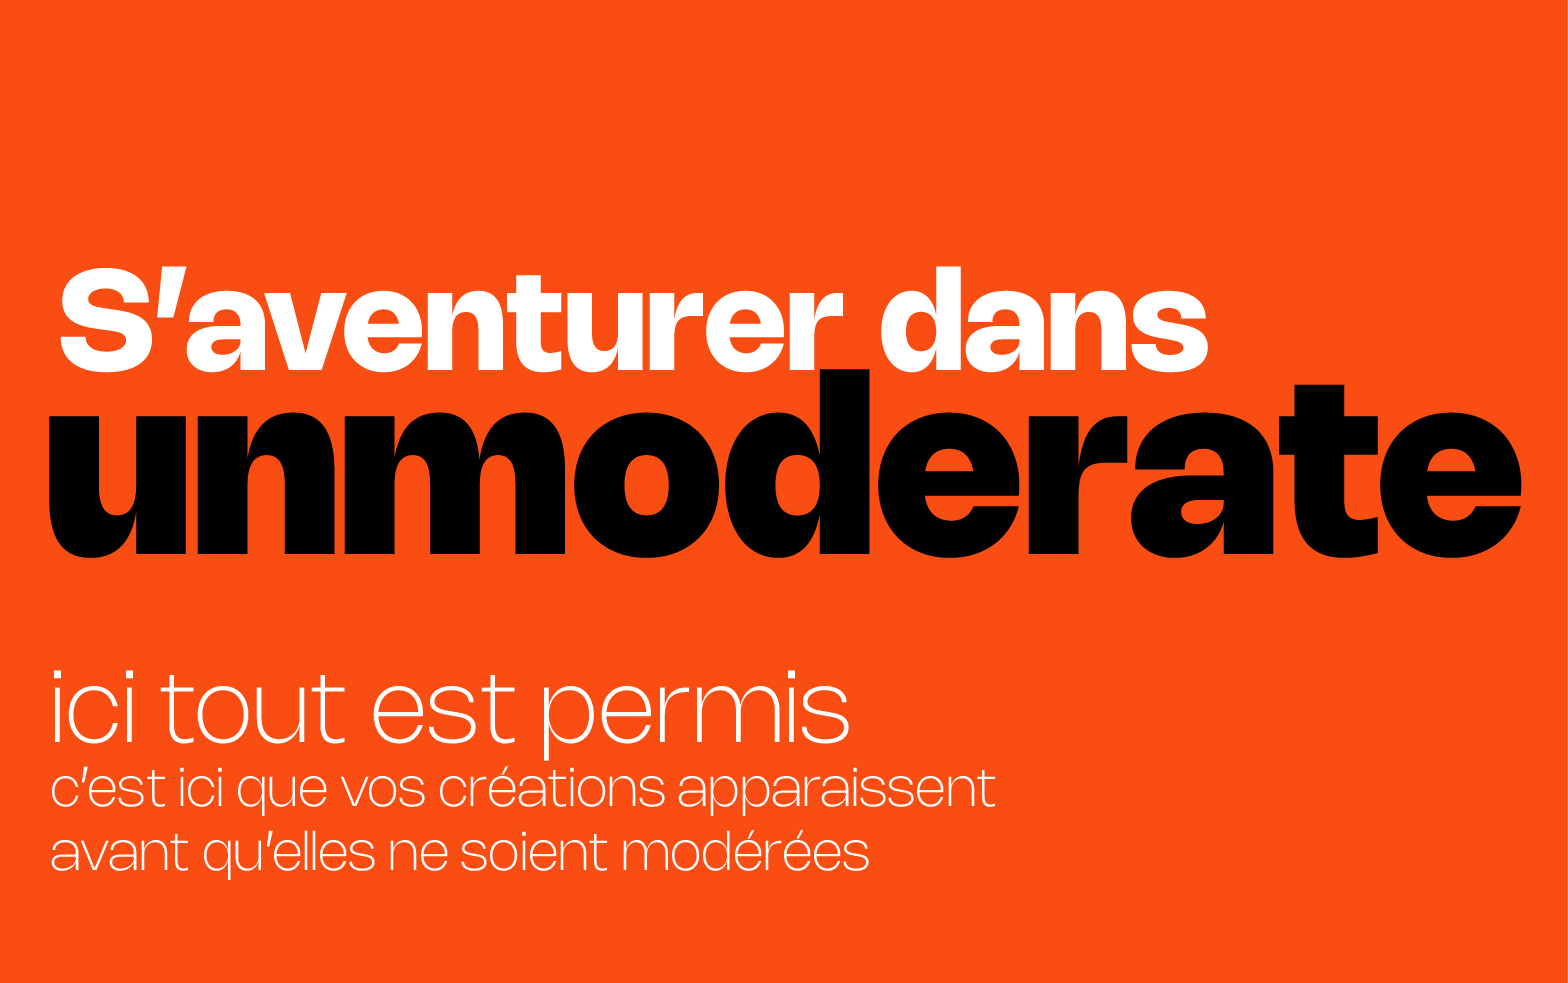 S’aventurer dans
unmoderate
ici tout est permis
c’est ici que vos créations apparaissent
avant qu’elles ne soient modérées